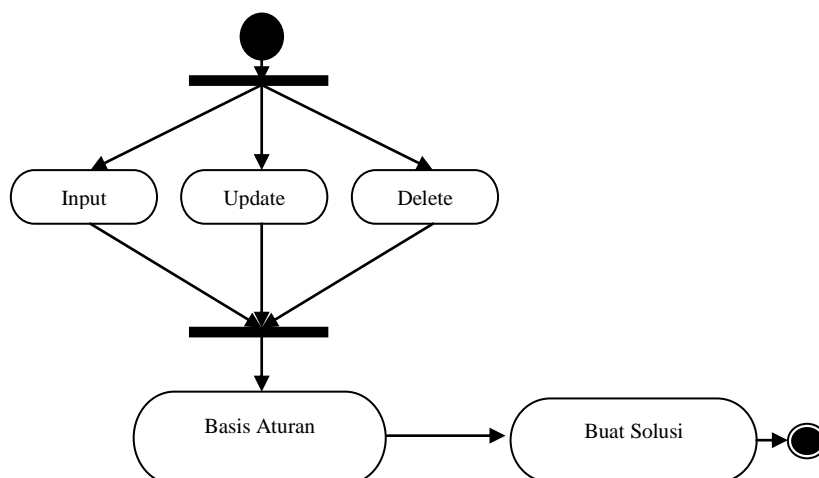 Input
Update
Delete
Basis Aturan
Buat Solusi